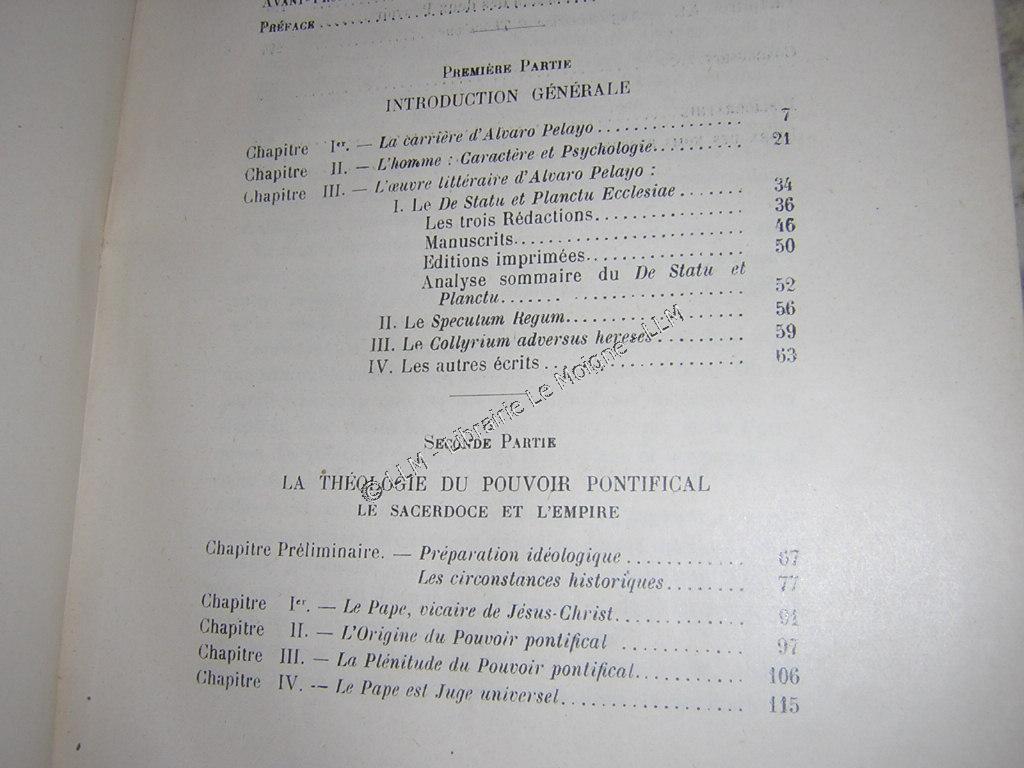 PRÉFACE
PREMIÈRE PARTIE
INTRODUCTION GÉNÉRALE
Chapitre Ier. — La carrière d'Alvaro Pelayo .......... 7
Chapitre II. — L'homme : Caractère et Psychologie .......... 21
Chapitre III. — L'œuvre littéraire d'Alvaro Pelayo :
I. Le De Statu et Planctu Ecclesiae .......... 34
Les trois Rédactions .......... 36
Manuscrits .......... 46
Editions imprimées .......... 50
Analyse sommaire du De Statu et
Planctu .......... 52
II. Le Speculum Regum .......... 56
III. Le Collyrium adversus hereses .......... 59
IV. Les autres écrits .......... 63
© LLM - Librairie Le Moigne - LLM
SECONDE PARTIE
LA THÉOLOGIE DU POUVOIR PONTIFICAL
LE SACERDOCE ET L'EMPIRE
Chapitre Préliminaire. — Préparation idéologique .......... 67
Les circonstances historiques .......... 77
Chapitre Ier. — Le Pape, vicaire de Jésus-Christ .......... 91
Chapitre II. — L'Origine du Pouvoir pontifical .......... 97
Chapitre III. — La Plénitude du Pouvoir pontifical .......... 106
Chapitre IV. — Le Pape est Juge universel .......... 115